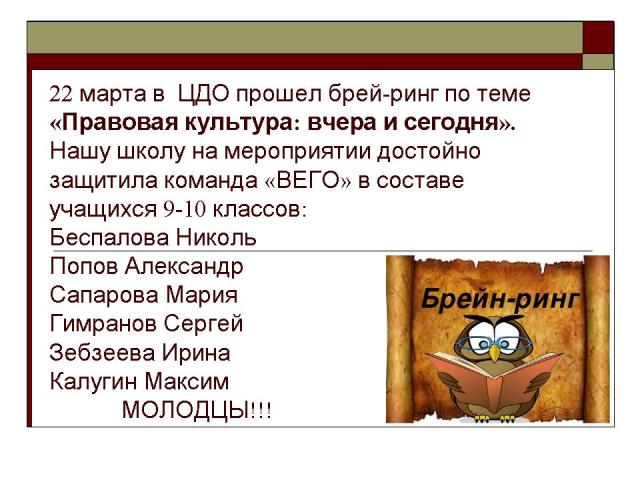 22 марта в ЦДО прошел брей-ринг по теме
«Правовая культура: вчера и сегодня».
Нашу школу на мероприятии достойно
защитила команда «ВЕГО» в составе
учащихся 9-10 классов:
Беспалова Николь
Попов Александр
Сапарова Мария
Гимранов Сергей
Зебзеева Ирина
Калугин Максим
МОЛОДЦЫ!!!
Брейн-ринг